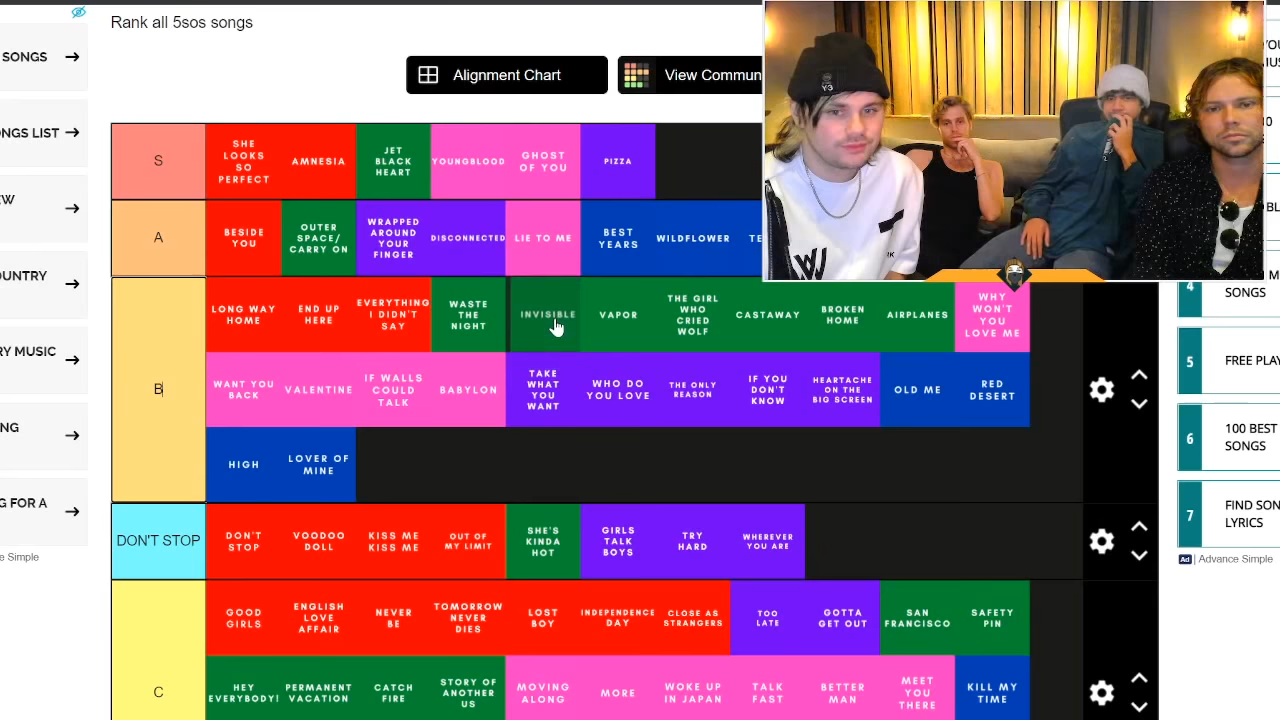 Rank all 5sos songs
SONGS
NGS LIST
EW
OUNTRY
RY MUSIC
NG
G FOR A
e Simple
Alignment Chart
View Commun
Y3
S
SHE
LOOKS
SO
PERFECT
AMNESIA
JET
BLACK
HEART
YOUNGBLOOD
GHOST
OF YOU
PIZZA
A
BESIDE
YOU
OUTER
SPACE/
CARRY ON
WRAPPED
AROUND
YOUR
FINGER
DISCONNECTED
LIE TO ME
BEST
YEARS
WILDFLOWER
TE
B
LONG WAY
HOME
END UP
HERE
EVERYTHING
I DIDN'T
SAY
WASTE
THE
NIGHT
INVISIBLE
VAPOR
THE GIRL
WHO
CRIED
WOLF
CASTAWAY
BROKEN
HOME
AIRPLANES
WHY
WON'T
YOU
LOVE ME
WANT YOU
BACK
VALENTINE
IF WALLS
COULD
TALK
BABYLON
TAKE
WHAT
YOU
WANT
WHO DO
YOU LOVE
THE ONLY
REASON
IF YOU
DON'T
KNOW
HEARTACHE
ON THE
BIG SCREEN
OLD ME
RED
DESERT
HIGH
LOVER OF
MINE
DON'T STOP
DON'T
STOP
VOODOO
DOLL
KISS ME
KISS ME
OUT OF
MY LIMIT
SHE'S
KINDA
HOT
GIRLS
TALK
BOYS
TRY
HARD
WHEREVER
YOU ARE
C
GOOD
GIRLS
ENGLISH
LOVE
AFFAIR
NEVER
BE
TOMORROW
NEVER
DIES
LOST
BOY
INDEPENDENCE
DAY
CLOSE AS
STRANGERS
TOO
LATE
GOTTA
GET OUT
SAN
FRANCISCO
SAFETY
PIN
HEY
EVERYBODY!
PERMANENT
VACATION
CATCH
FIRE
STORY OF
ANOTHER
US
MOVING
ALONG
MORE
WOKE UP
IN JAPAN
TALK
FAST
BETTER
MAN
MEET
YOU
THERE
KILL MY
TIME
4
SONGS
5
FREE PLAY
6
100 BEST
SONGS
7
FIND SON
LYRICS
Ad | Advance Simple